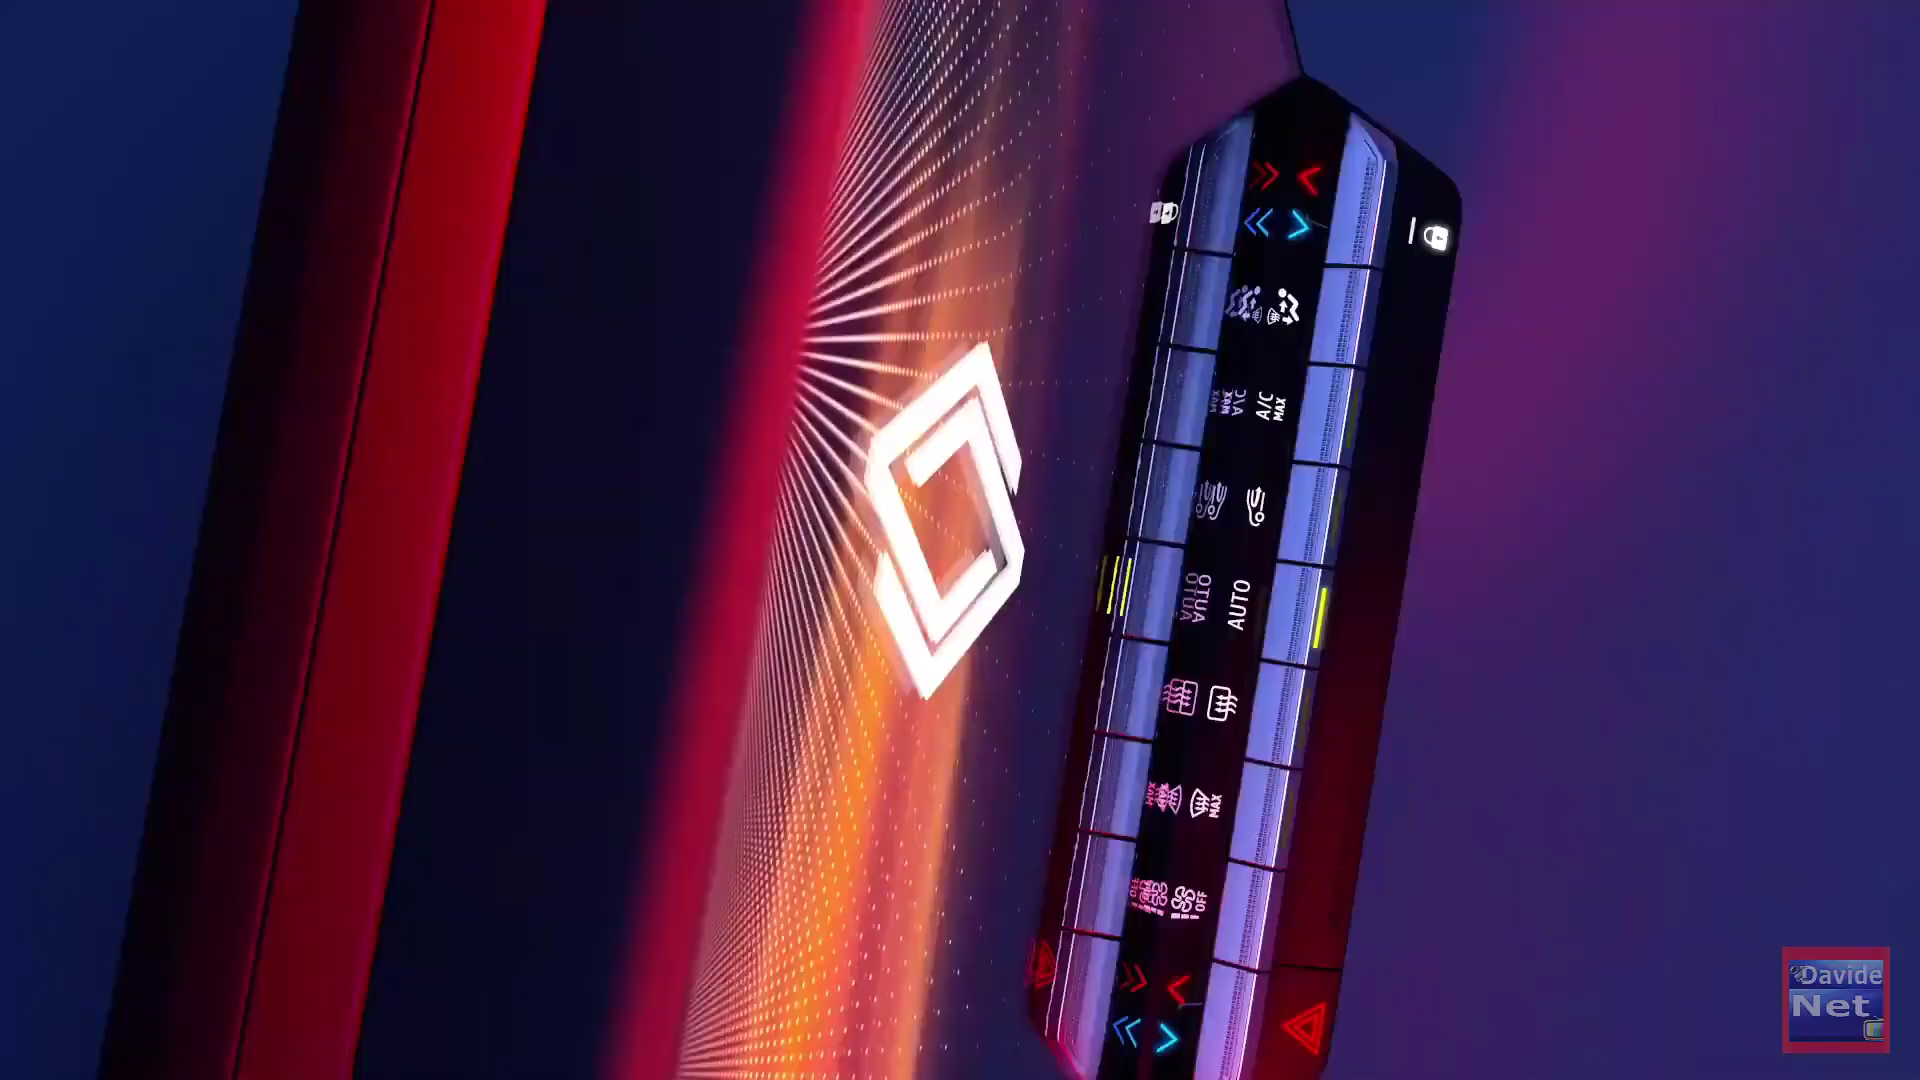 A/C
MAX
AUTO
MAX
OFF
Davide
Net